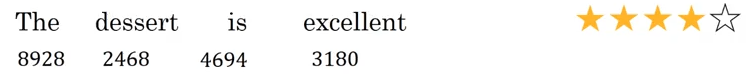 The dessert is excellent
8928 2468 4694 3180